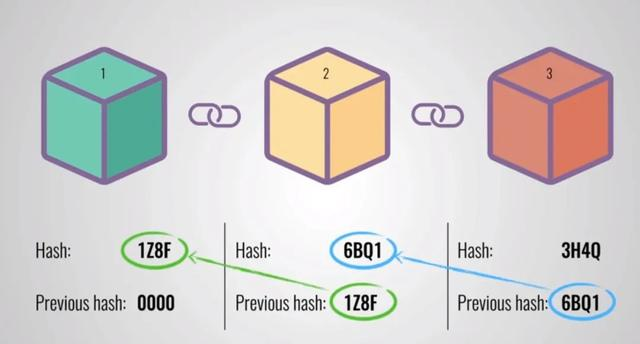 1
2
3
Hash: 1Z8F
Previous hash: 0000
Hash: 6BQ1
Previous hash: 1Z8F
Hash: 3H4Q
Previous hash: 6BQ1